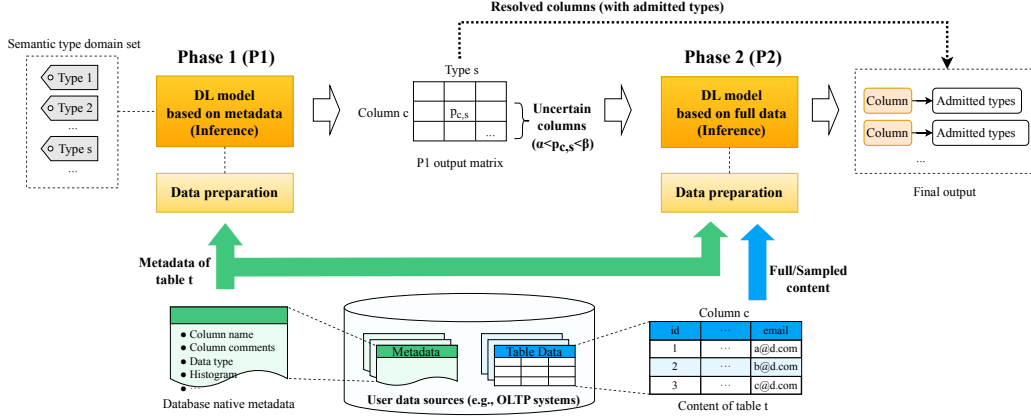 Resolved columns (with admitted types)
Semantic type domain set
Type 1
Type 2
...
Type s
...
Phase 1 (P1)
DL model
based on metadata
(Inference)
Data preparation
Type s
Column c
p_c,s
...
P1 output matrix
Uncertain
columns
(α<p_c,s<β)
Phase 2 (P2)
DL model
based on full data
(Inference)
Data preparation
Column
Admitted types
Column
Admitted types
...
Final output
Metadata of
table t
Full/Sampled
content
● Column name
● Column comments
● Data type
● Histogram
● ...
Database native metadata
Metadata
Table Data
User data sources (e.g., OLTP systems)
Column c
id ... email
1 ... a@d.com
2 ... b@d.com
3 ... c@d.com
Content of table t